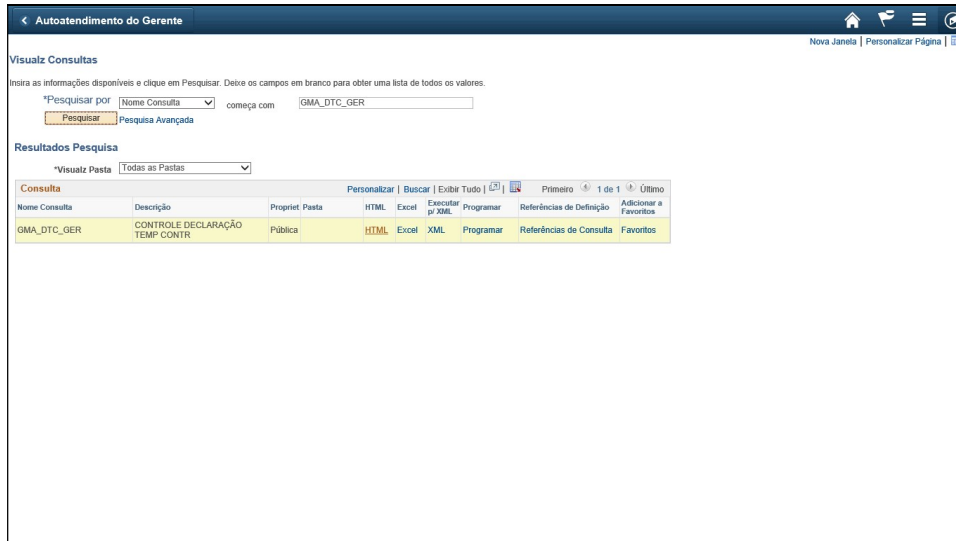 Autoatendimento do Gerente
Nova Janela | Personalizar Página |
Visualz Consultas
Insira as informações disponíveis e clique em Pesquisar. Deixe os campos em branco para obter uma lista de todos os valores.
*Pesquisar por Nome Consulta começa com GMA_DTC_GER
Pesquisar Pesquisa Avançada
Resultados Pesquisa
*Visualz Pasta Todas as Pastas
Consulta Personalizar | Buscar | Exibir Tudo | | Primeiro 1 de 1 Último
Nome Consulta Descrição Propriet Pasta HTML Excel Executar p/ XML Programar Referências de Definição Adicionar a Favoritos
GMA_DTC_GER CONTROLE DECLARAÇÃO TEMP CONTR Pública HTML Excel XML Programar Referências de Consulta Favoritos